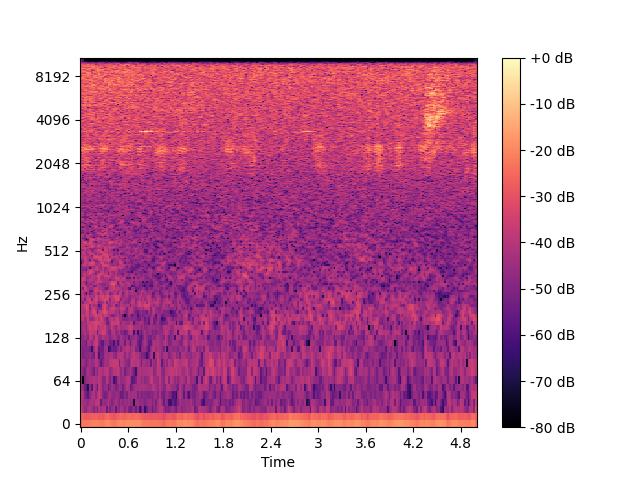 8192
4096
2048
1024
512
256
128
64
0
Hz
0 0.6 1.2 1.8 2.4 3 3.6 4.2 4.8
Time
+0 dB
-10 dB
-20 dB
-30 dB
-40 dB
-50 dB
-60 dB
-70 dB
-80 dB